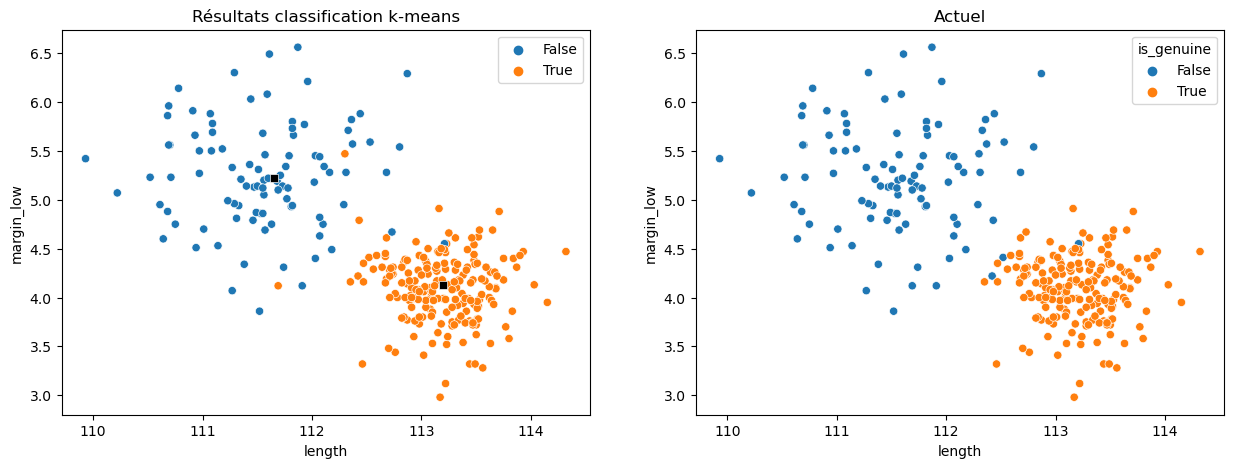 Résultats classification k-means
False
True
6.5
6.0
5.5
5.0
4.5
4.0
3.5
3.0
margin_low
110
111
112
113
114
length
Actuel
is_genuine
False
True
6.5
6.0
5.5
5.0
4.5
4.0
3.5
3.0
margin_low
110
111
112
113
114
length